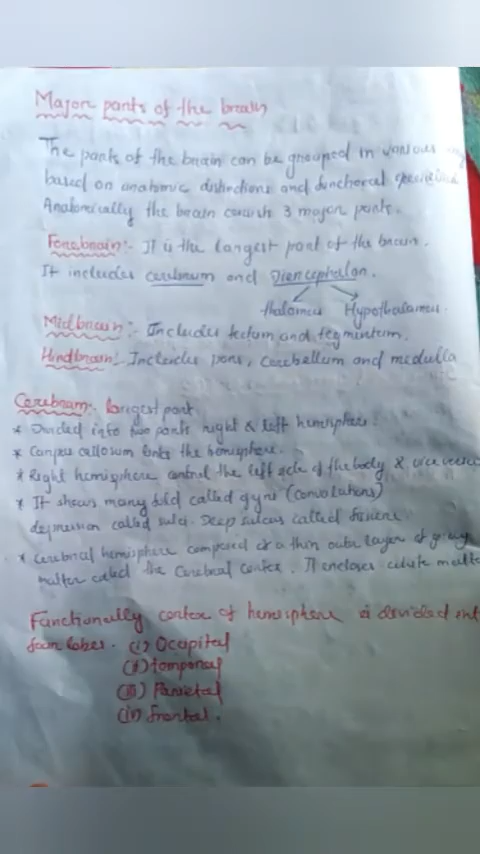 Major parts of the brain
The parts of the brain can be grouped in various
based on anatomic distinctions and functional
Anatomically the brain consists 3 major parts.
Forebrain:- It is the largest part of the brain.
It includes cerebrum and Diencephalon.
thalamus Hypothalamus.
Midbrain:- Includes tectum and tegmentum.
Hindbrain:- Includes pons, cerebellum and medulla
Cerebrum:- largest part
* Divided into two parts right & left hemisphere.
* Corpus callosum links the hemisphere.
* Right hemisphere control the left side of the body & vice versa
* It shows many fold called gyri (convolutions)
depression called sulci. Deep sulcus called fissure.
* Cerebral hemisphere composed of a thin outer layer of gray
matter called the Cerebral Cortex. It encloses white matter
Functionally cortex of hemisphere is divided int
four lobes. (i) Occipital
(ii) temporal
(iii) Parietal
(iv) frontal.